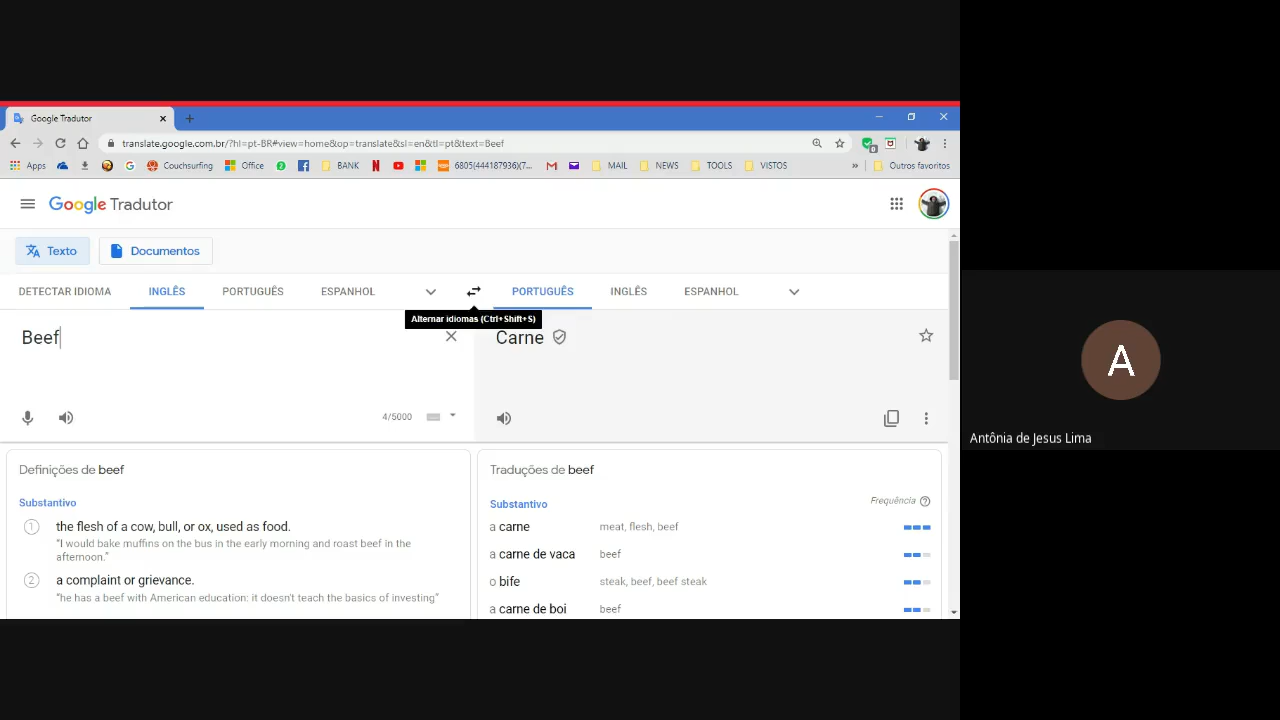 Google Tradutor
translate.google.com.br/?hl=pt-BR#view=home&op=translate&sl=en&tl=pt&text=Beef
Apps Couchsurfing Office BANK 6805(444187936)(7... MAIL NEWS TOOLS VISTOS » Outros favoritos
Google Tradutor
Texto Documentos
DETECTAR IDIOMA INGLÊS PORTUGUÊS ESPANHOL PORTUGUÊS INGLÊS ESPANHOL
Alternar idiomas (Ctrl+Shift+S)
Beef
Carne
4/5000
Definições de beef
Substantivo
1 the flesh of a cow, bull, or ox, used as food.
"I would bake muffins on the bus in the early morning and roast beef in the
afternoon."
2 a complaint or grievance.
"he has a beef with American education: it doesn't teach the basics of investing"
Traduções de beef
Substantivo Frequência
a carne meat, flesh, beef
a carne de vaca beef
o bife steak, beef, beef steak
a carne de boi beef
A
Antônia de Jesus Lima